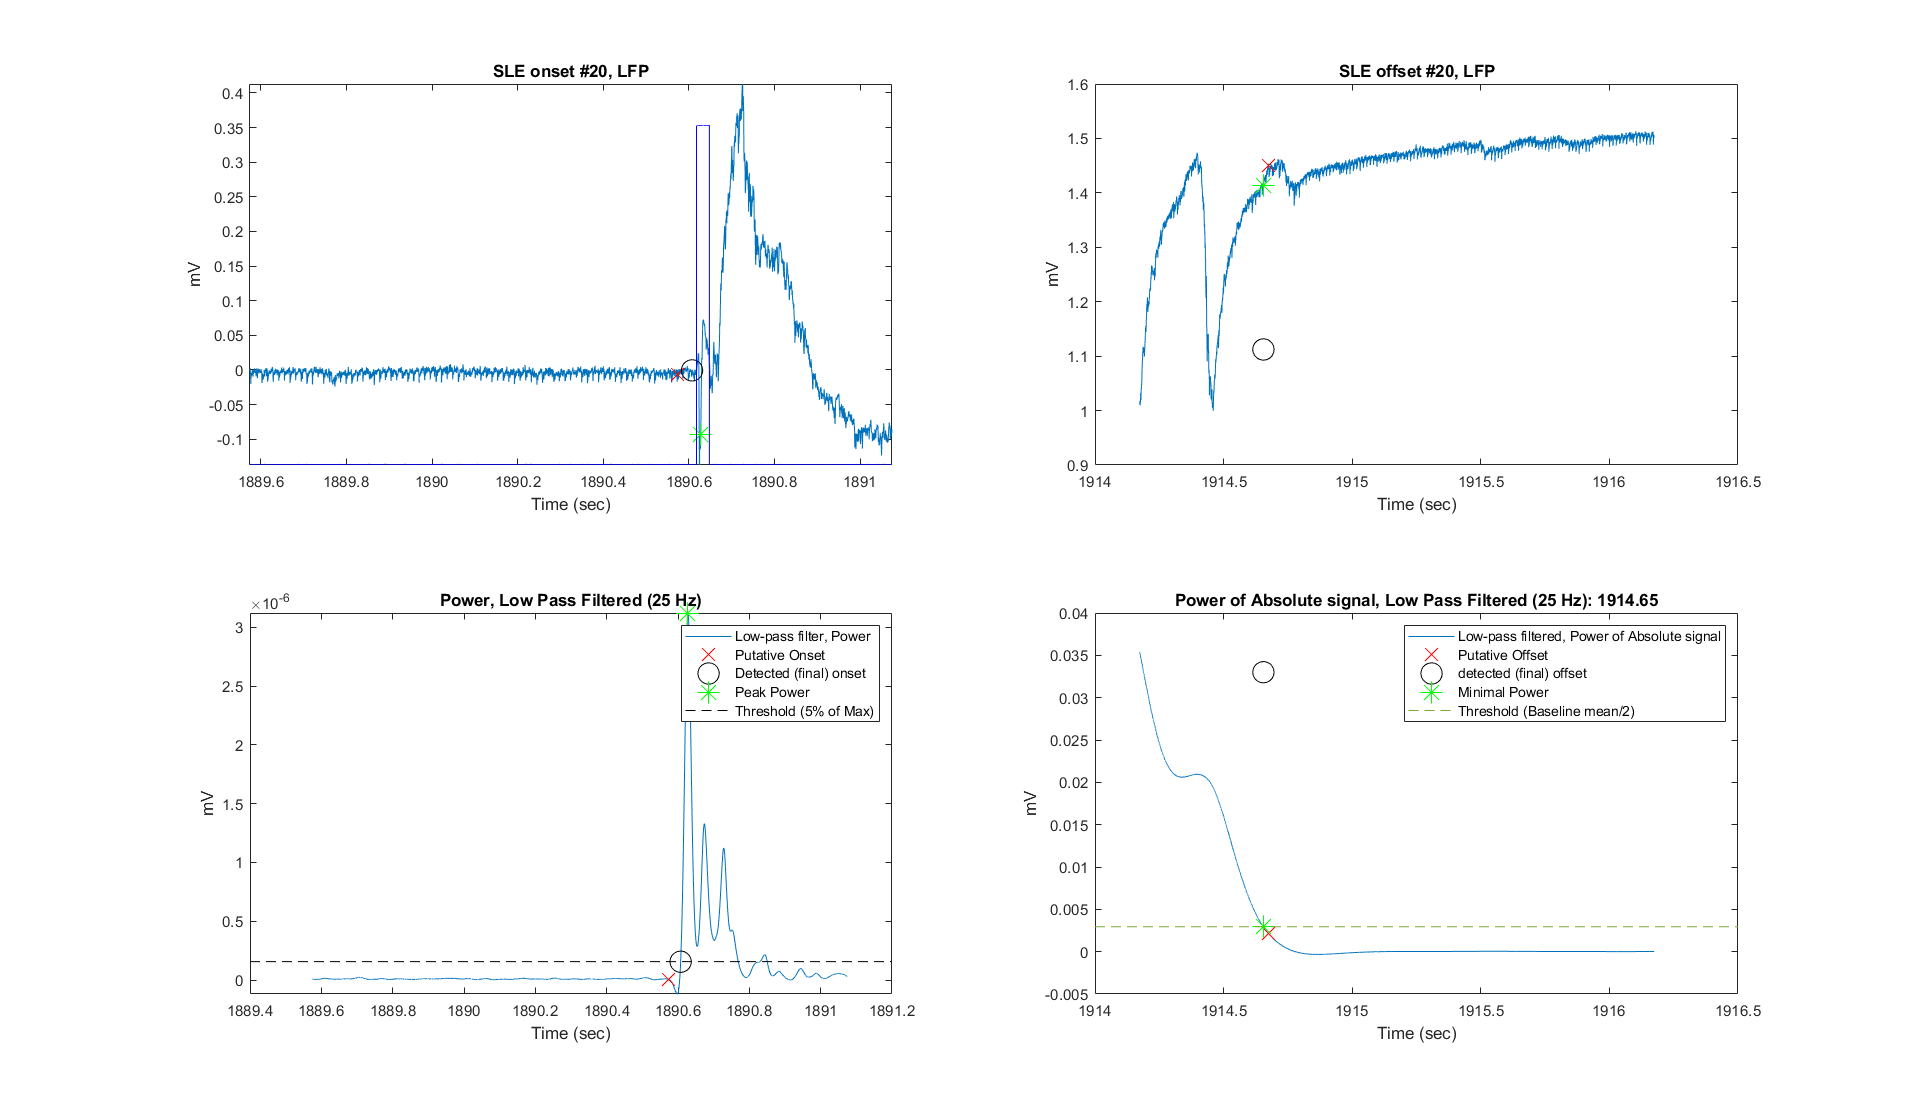 SLE onset #20, LFP
0.4
0.35
0.3
0.25
0.2
0.15
0.1
0.05
0
-0.05
-0.1
mV
1889.6 1889.8 1890 1890.2 1890.4 1890.6 1890.8 1891
Time (sec)
SLE offset #20, LFP
1.6
1.5
1.4
1.3
1.2
1.1
1
0.9
mV
1914 1914.5 1915 1915.5 1916 1916.5
Time (sec)
Power, Low Pass Filtered (25 Hz)
×10-6
3
2.5
2
1.5
1
0.5
0
mV
Low-pass filter, Power
Putative Onset
Detected (final) onset
Peak Power
Threshold (5% of Max)
1889.4 1889.6 1889.8 1890 1890.2 1890.4 1890.6 1890.8 1891 1891.2
Time (sec)
Power of Absolute signal, Low Pass Filtered (25 Hz): 1914.65
0.04
0.035
0.03
0.025
0.02
0.015
0.01
0.005
0
-0.005
mV
Low-pass filtered, Power of Absolute signal
Putative Offset
detected (final) offset
Minimal Power
Threshold (Baseline mean/2)
1914 1914.5 1915 1915.5 1916 1916.5
Time (sec)